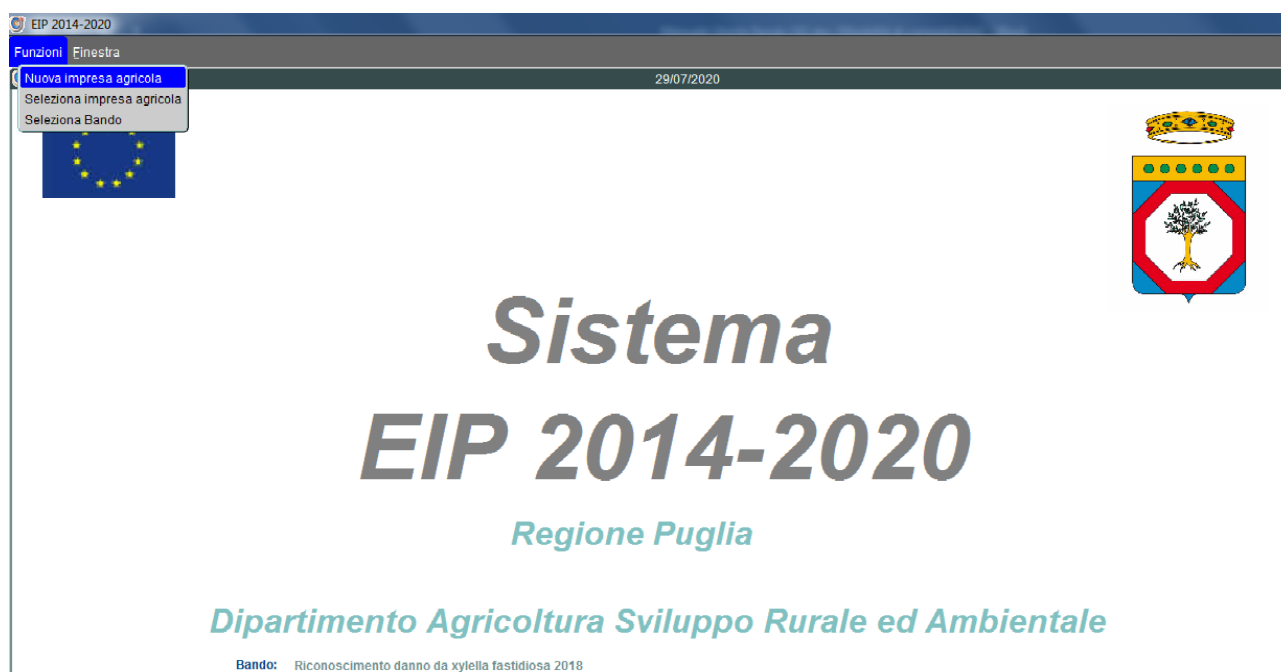 EIP 2014-2020
Funzioni Finestra
Nuova impresa agricola
29/07/2020
Seleziona impresa agricola
Seleziona Bando
Sistema
EIP 2014-2020
Regione Puglia
Dipartimento Agricoltura Sviluppo Rurale ed Ambientale
Bando: Riconoscimento danno da xylella fastidiosa 2018